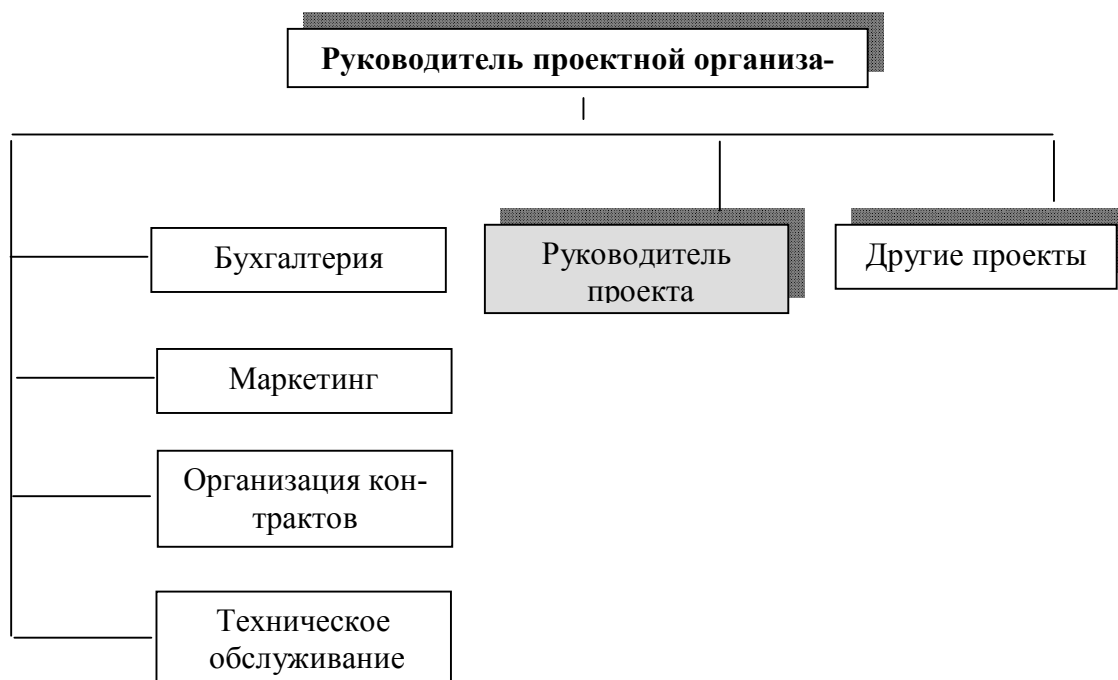 Руководитель проектной организа-
Бухгалтерия
Руководитель
проекта
Другие проекты
Маркетинг
Организация кон-
трактов
Техническое
обслуживание